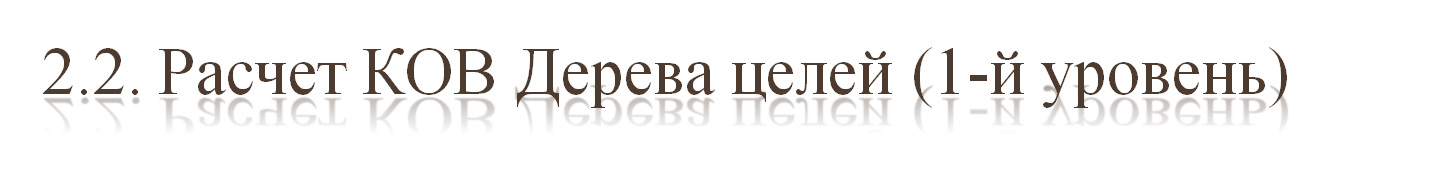 2.2. Расчет КОВ Дерева целей (1-й уровень)